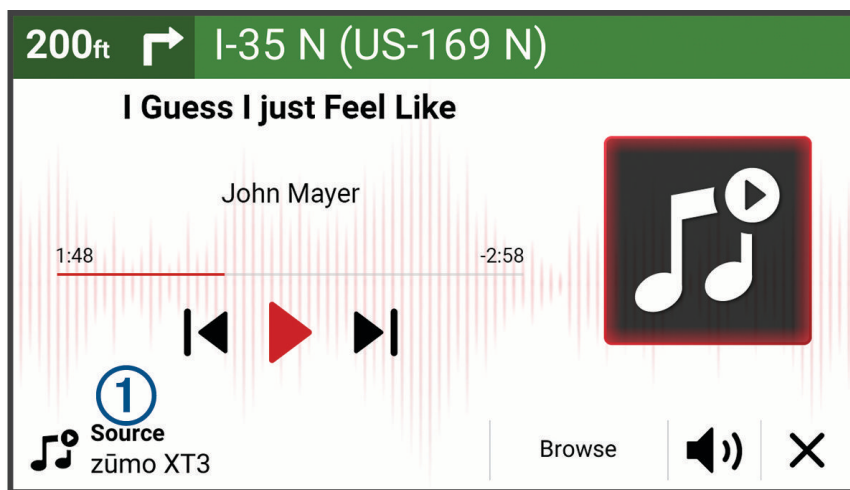 200ft I-35 N (US-169 N)
I Guess I just Feel Like
John Mayer
1:48 -2:58
1
Source
zūmo XT3
Browse